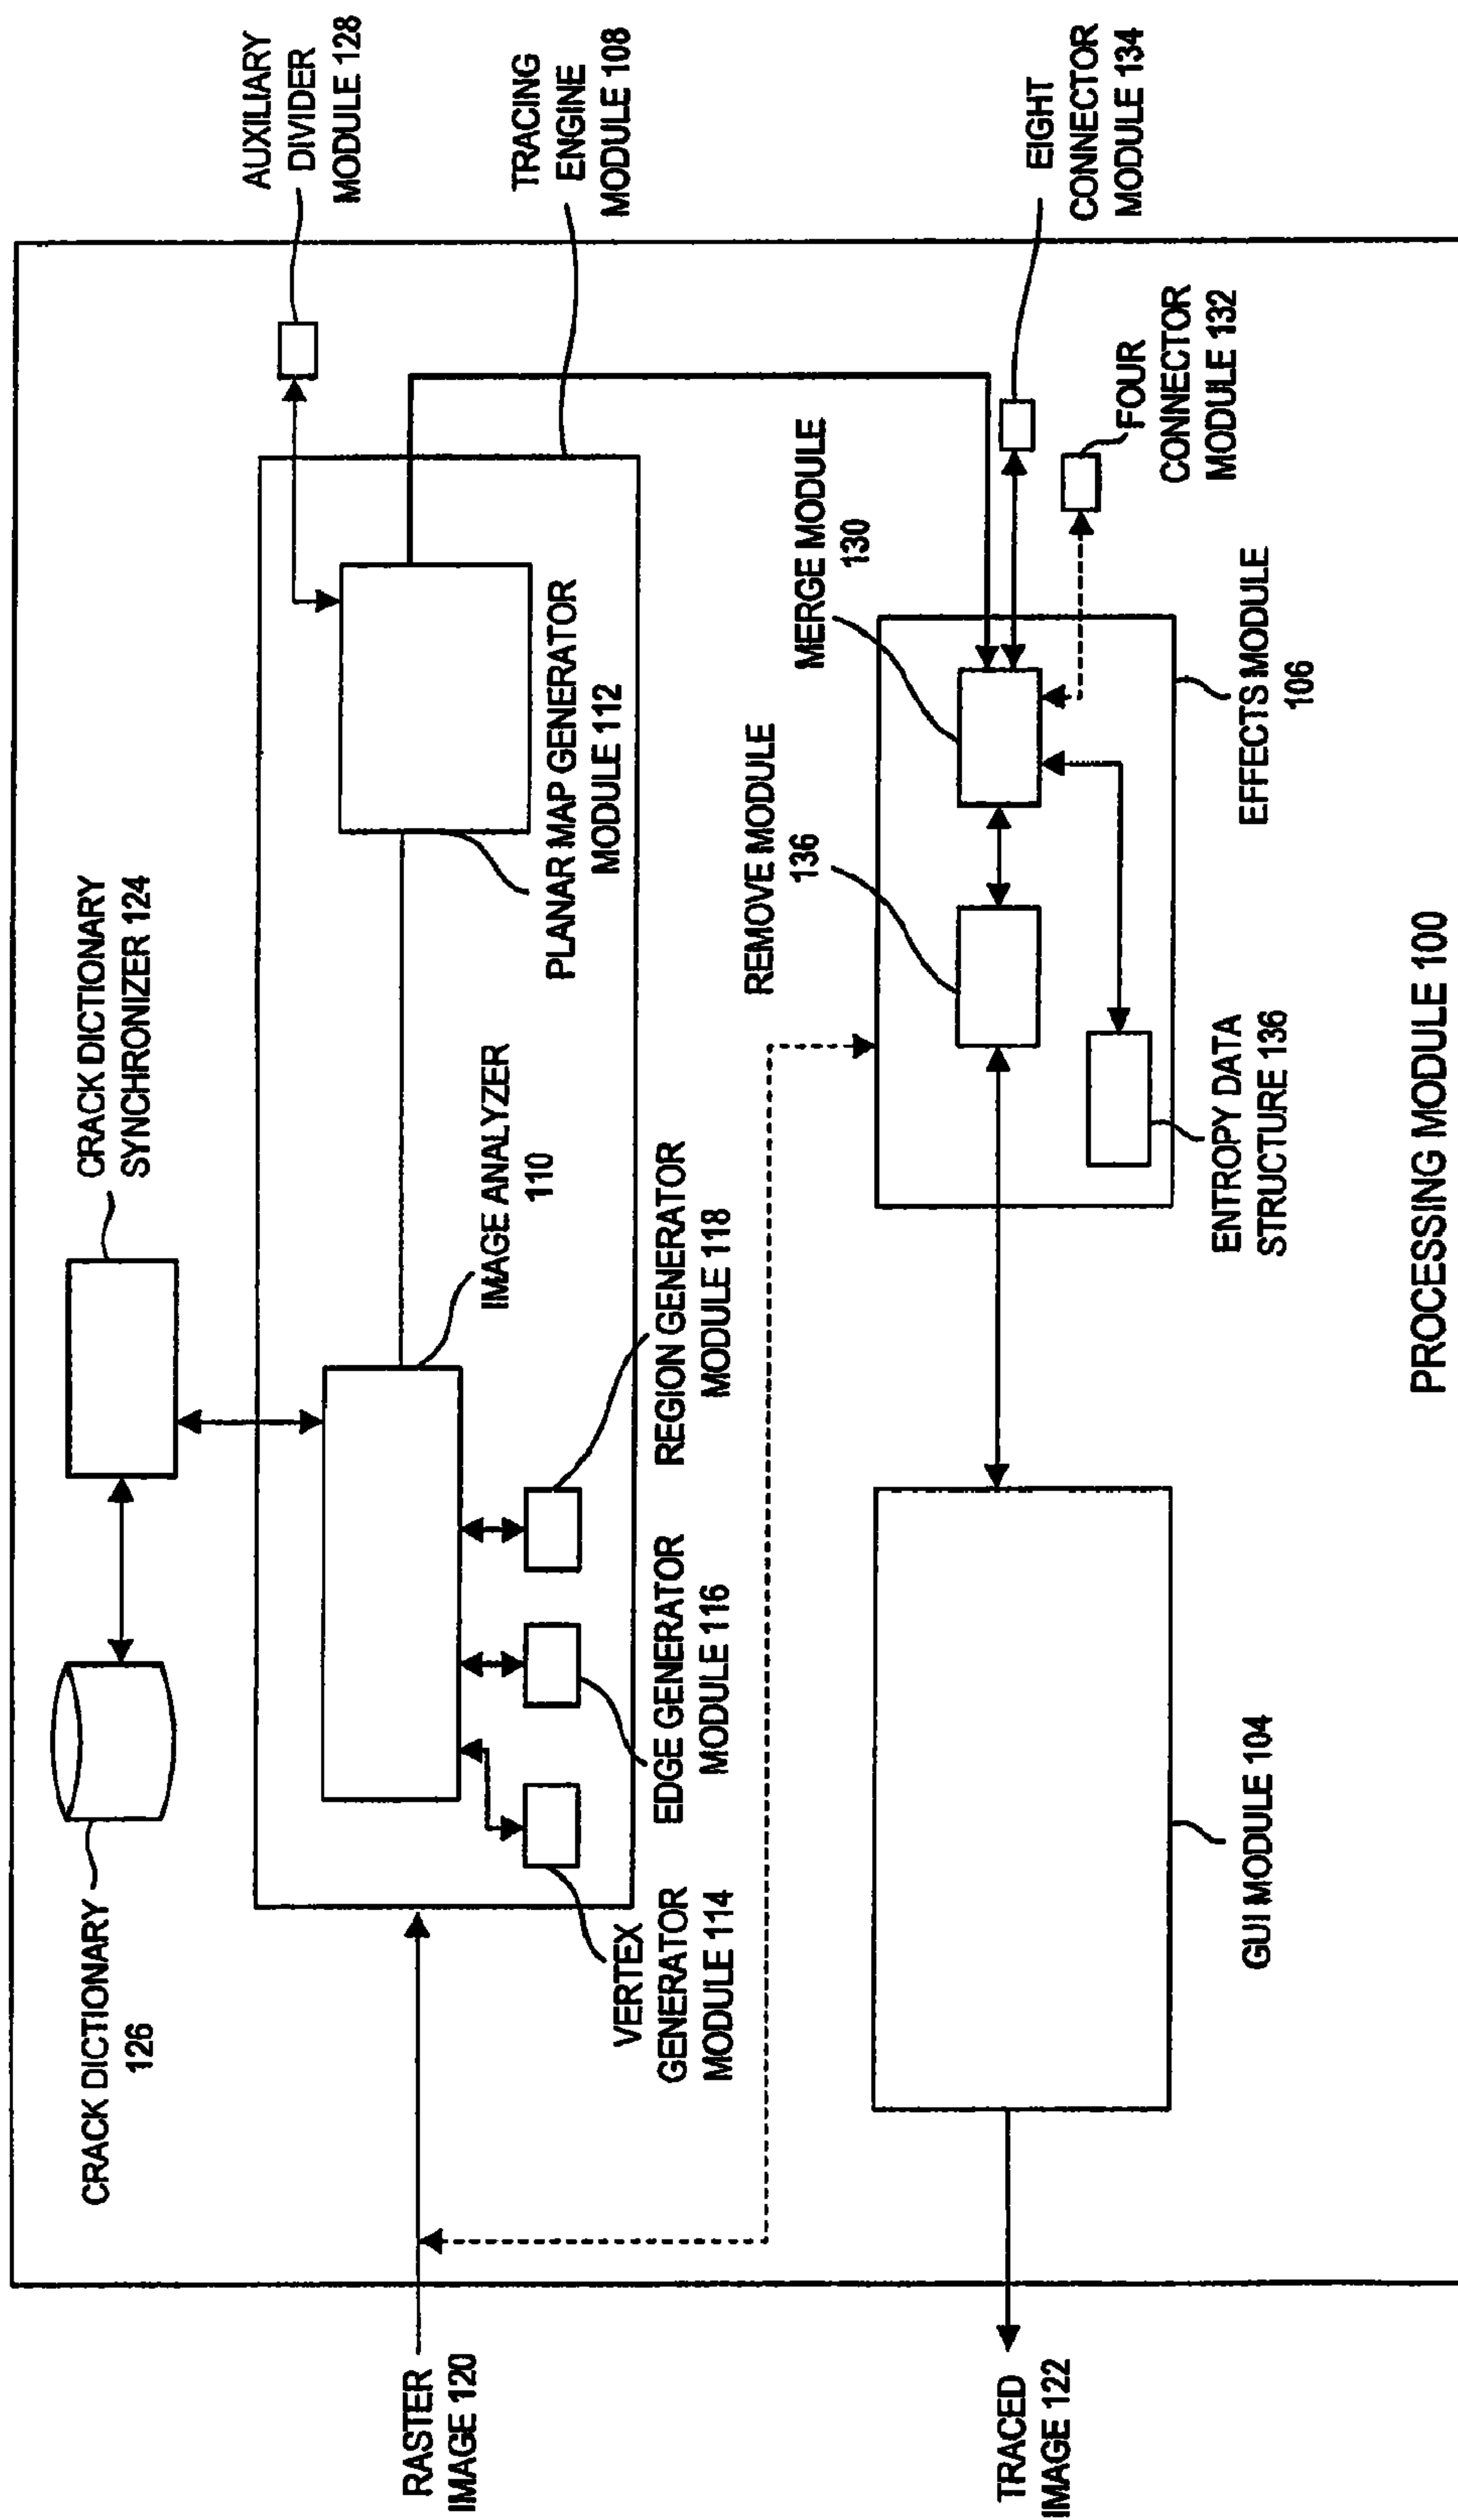 AUXILIARY
DIVIDER
MODULE 128
TRACING
ENGINE
MODULE 108
EIGHT
CONNECTOR
MODULE 134
CRACK DICTIONARY
SYNCHRONIZER 124
PLANAR MAP GENERATOR
MODULE 112
MERGE MODULE
130
FOUR
CONNECTOR
MODULE 132
CRACK DICTIONARY
126
IMAGE ANALYZER
110
REMOVE MODULE
136
EFFECTS MODULE
106
REGION GENERATOR
MODULE 118
EDGE GENERATOR
MODULE 116
VERTEX
GENERATOR
MODULE 114
ENTROPY DATA
STRUCTURE 136
GUI MODULE 104
RASTER
IMAGE 120
TRACED
IMAGE 122
PROCESSING MODULE 100